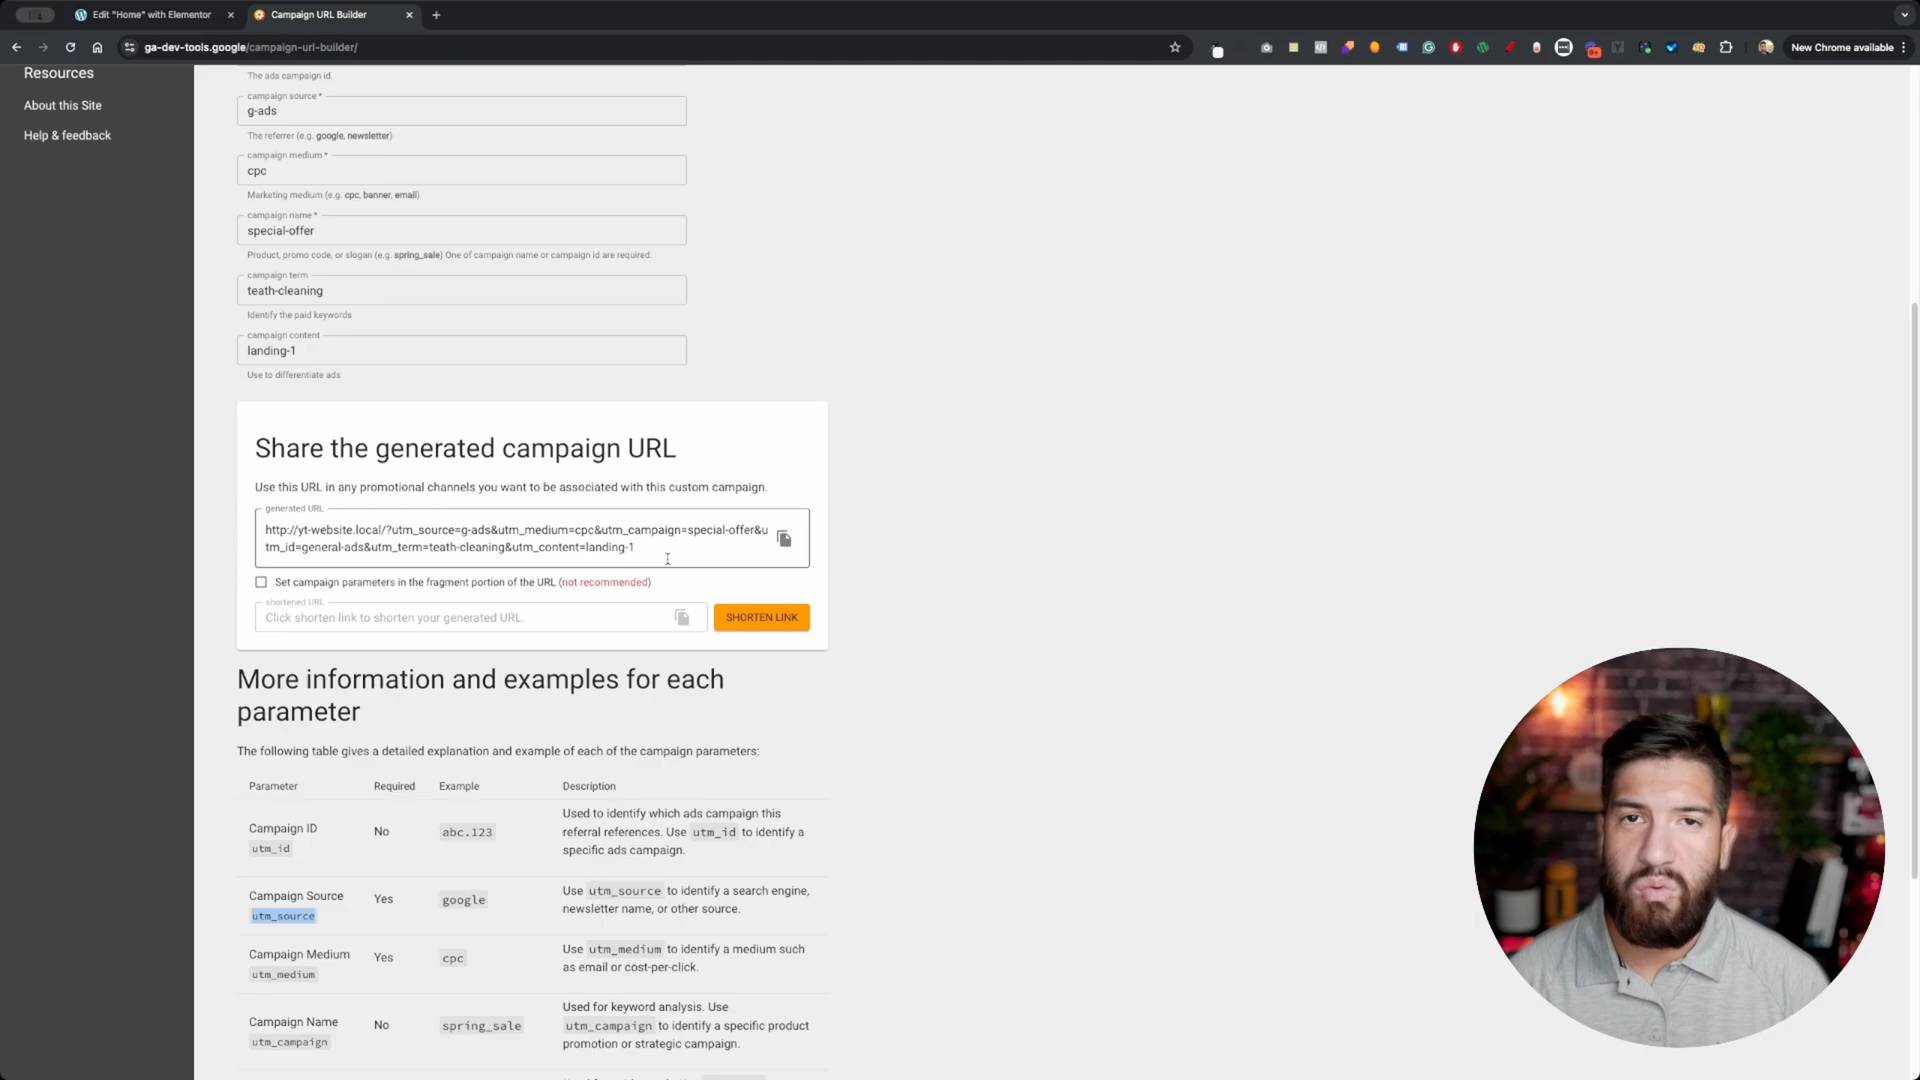 Edit "Home" with Elementor
Campaign URL Builder
ga-dev-tools.google/campaign-url-builder/
New Chrome available
Resources
About this Site
Help & feedback
The ads campaign id.
campaign source *
g-ads
The referrer (e.g. google, newsletter)
campaign medium *
cpc
Marketing medium (e.g. cpc, banner, email)
campaign name *
special-offer
Product, promo code, or slogan (e.g. spring_sale) One of campaign name or campaign id are required.
campaign term
teath-cleaning
Identify the paid keywords
campaign content
landing-1
Use to differentiate ads
Share the generated campaign URL
Use this URL in any promotional channels you want to be associated with this custom campaign.
generated URL
http://yt-website.local/?utm_source=g-ads&utm_medium=cpc&utm_campaign=special-offer&u
tm_id=general-ads&utm_term=teath-cleaning&utm_content=landing-1
Set campaign parameters in the fragment portion of the URL (not recommended)
shortened URL
Click shorten link to shorten your generated URL.
SHORTEN LINK
More information and examples for each
parameter
The following table gives a detailed explanation and example of each of the campaign parameters:
Parameter Required Example Description
Campaign ID
utm_id
No
abc.123
Used to identify which ads campaign this
referral references. Use utm_id to identify a
specific ads campaign.
Campaign Source
utm_source
Yes
google
Use utm_source to identify a search engine,
newsletter name, or other source.
Campaign Medium
utm_medium
Yes
cpc
Use utm_medium to identify a medium such
as email or cost-per-click.
Campaign Name
utm_campaign
No
spring_sale
Used for keyword analysis. Use
utm_campaign to identify a specific product
promotion or strategic campaign.